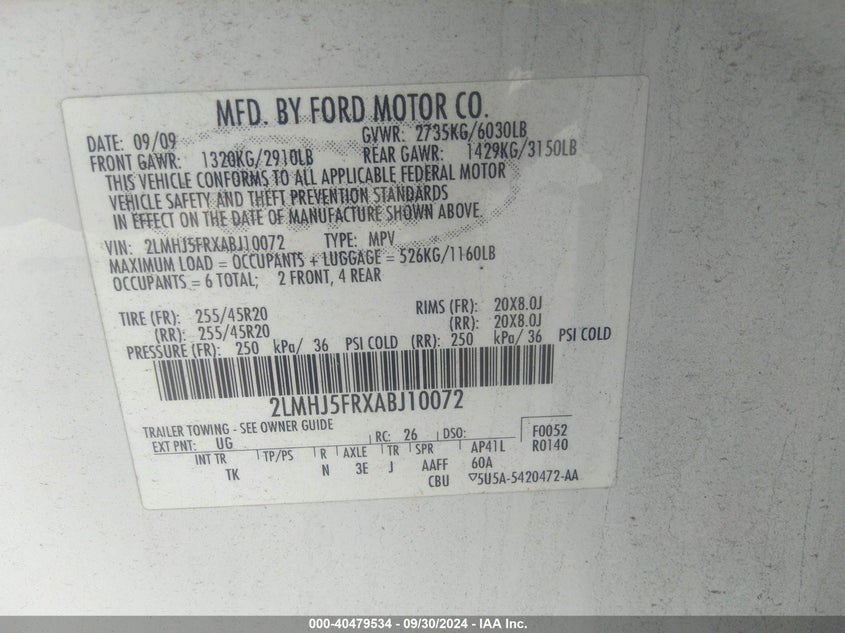 MFD. BY FORD MOTOR CO.
DATE: 09/09 GVWR: 2735KG/6030LB
FRONT GAWR: 1320KG/2910LB REAR GAWR: 1429KG/3150LB
THIS VEHICLE CONFORMS TO ALL APPLICABLE FEDERAL MOTOR
VEHICLE SAFETY AND THEFT PREVENTION STANDARDS
IN EFFECT ON THE DATE OF MANUFACTURE SHOWN ABOVE.
VIN: 2LMHJ5FRXABJ10072 TYPE: MPV
MAXIMUM LOAD = OCCUPANTS + LUGGAGE = 526KG/1160LB
OCCUPANTS = 6 TOTAL; 2 FRONT, 4 REAR
TIRE (FR): 255/45R20 RIMS (FR): 20X8.0J
(RR): 255/45R20 (RR): 20X8.0J
PRESSURE (FR): 250 kPa/ 36 PSI COLD (RR): 250 kPa/ 36 PSI COLD
2LMHJ5FRXABJ10072
TRAILER TOWING - SEE OWNER GUIDE
EXT PNT: UG RC: 26 DSO: F0052
INT TR TP/PS R AXLE TR SPR AP41L R0140
TK N 3E J AAFF 60A
CBU ▽5U5A-5420472-AA
000-40479534 - 09/30/2024 - IAA Inc.